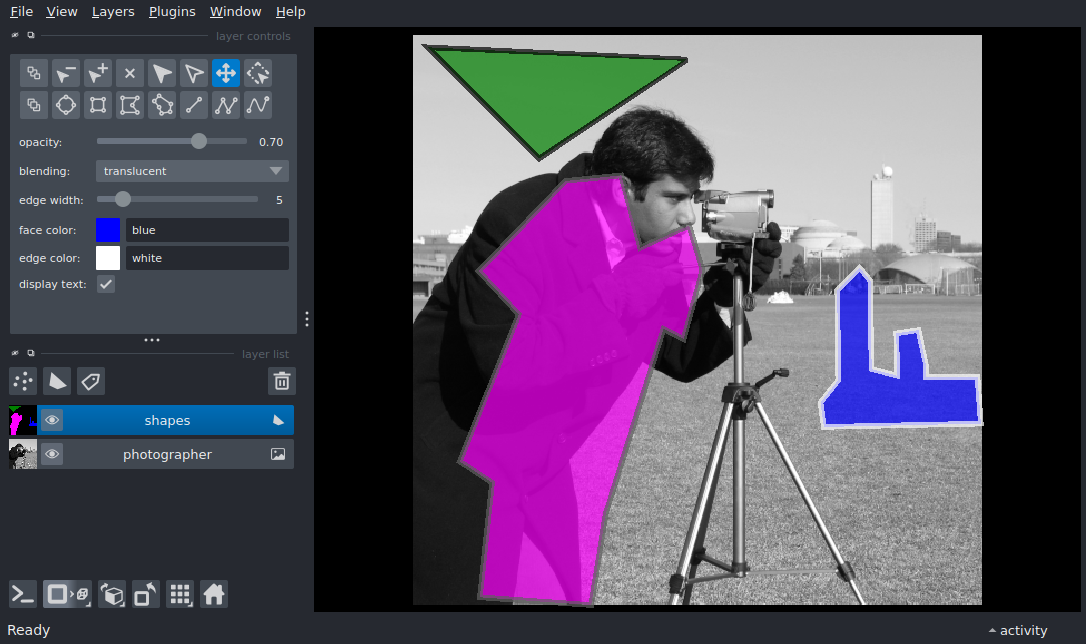 File View Layers Plugins Window Help
layer controls
opacity: 0.70
blending: translucent
edge width: 5
face color: blue
edge color: white
display text:
layer list
shapes
photographer
Ready activity